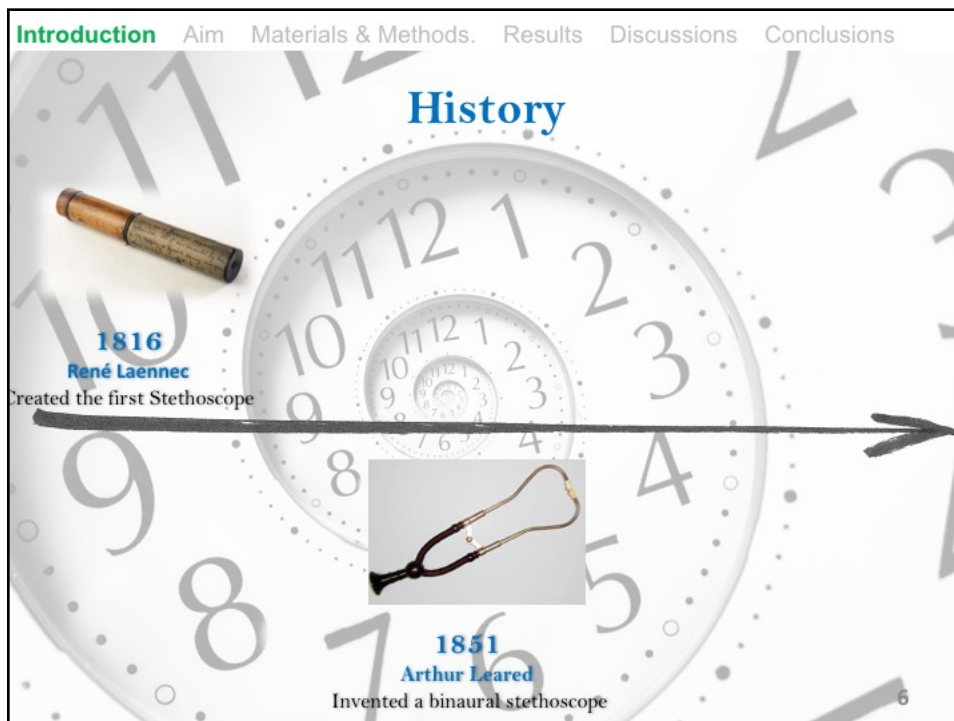 Introduction Aim Materials & Methods. Results Discussions Conclusions
History
1816
René Laennec
Created the first Stethoscope
1851
Arthur Leared
Invented a binaural stethoscope
6